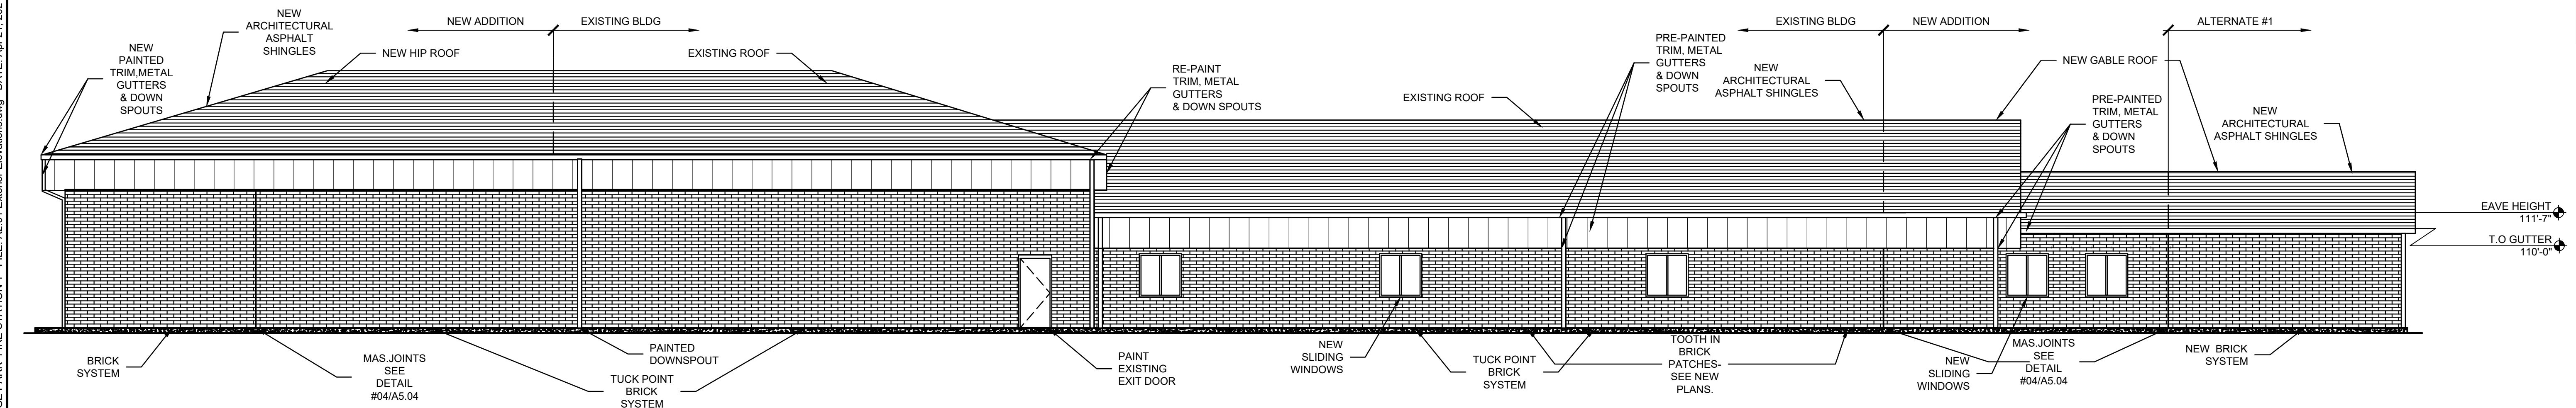 NEW
PAINTED
TRIM,METAL
GUTTERS
& DOWN
SPOUTS
NEW
ARCHITECTURAL
ASPHALT
SHINGLES
NEW HIP ROOF
NEW ADDITION
EXISTING BLDG
EXISTING ROOF
RE-PAINT
TRIM, METAL
GUTTERS
& DOWN SPOUTS
EXISTING ROOF
PRE-PAINTED
TRIM, METAL
GUTTERS
& DOWN
SPOUTS
NEW
ARCHITECTURAL
ASPHALT SHINGLES
EXISTING BLDG
NEW ADDITION
NEW GABLE ROOF
PRE-PAINTED
TRIM, METAL
GUTTERS
& DOWN
SPOUTS
ALTERNATE #1
NEW
ARCHITECTURAL
ASPHALT SHINGLES
EAVE HEIGHT
111'-7"
T.O GUTTER
110'-0"
BRICK
SYSTEM
MAS.JOINTS
SEE
DETAIL
#04/A5.04
TUCK POINT
BRICK
SYSTEM
PAINTED
DOWNSPOUT
PAINT
EXISTING
EXIT DOOR
NEW
SLIDING
WINDOWS
TUCK POINT
BRICK
SYSTEM
TOOTH IN
BRICK
PATCHES-
SEE NEW
PLANS.
NEW
SLIDING
WINDOWS
MAS.JOINTS
SEE
DETAIL
#04/A5.04
NEW BRICK
SYSTEM